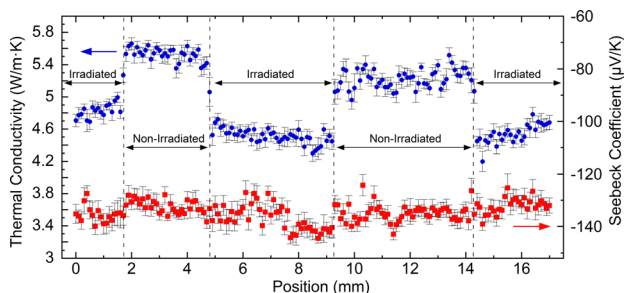 Thermal Conductivity (W/m·K)
5.8
5.4
5
4.6
4.2
3.8
3.4
3
Irradiated
Irradiated
Irradiated
Non-Irradiated
Non-Irradiated
-60
-80
-100
-120
-140
Seebeck Coefficient (μV/K)
0 2 4 6 8 10 12 14 16
Position (mm)